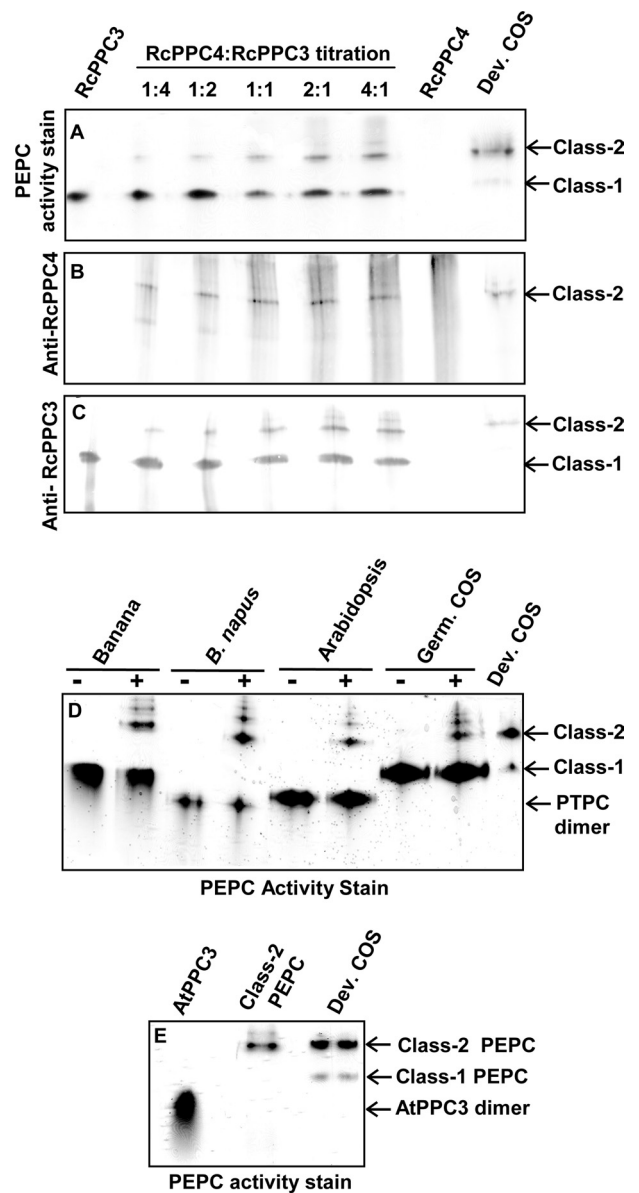 RcPPC3
RcPPC4:RcPPC3 titration
1:4 1:2 1:1 2:1 4:1
RcPPC4
Dev. COS
PEPC
activity stain
A
Class-2
Class-1
Anti-RcPPC4
B
Class-2
Anti- RcPPC3
C
Class-2
Class-1
Banana
B. napus
Arabidopsis
Germ. COS
Dev. COS
- + - + - + - +
D
Class-2
Class-1
PTPC
dimer
PEPC Activity Stain
AtPPC3
Class-2
PEPC
Dev. COS
E
Class-2 PEPC
Class-1 PEPC
AtPPC3 dimer
PEPC activity stain